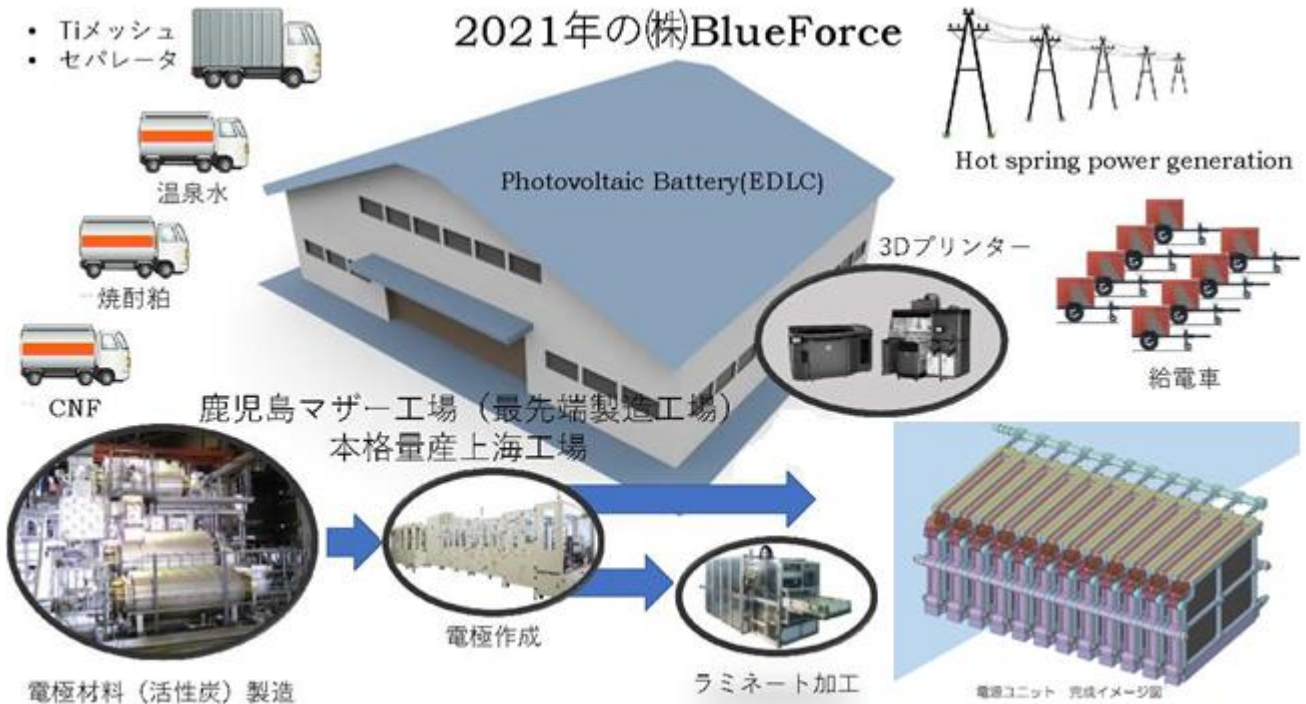 2021年の㈱BlueForce
• Tiメッシュ
• セパレータ
温泉水
焼酎粕
CNF
Photovoltaic Battery(EDLC)
Hot spring power generation
3Dプリンター
給電車
鹿児島マザー工場（最先端製造工場）
本格量産上海工場
電極材料（活性炭）製造
電極作成
ラミネート加工
電源ユニット 完成イメージ図